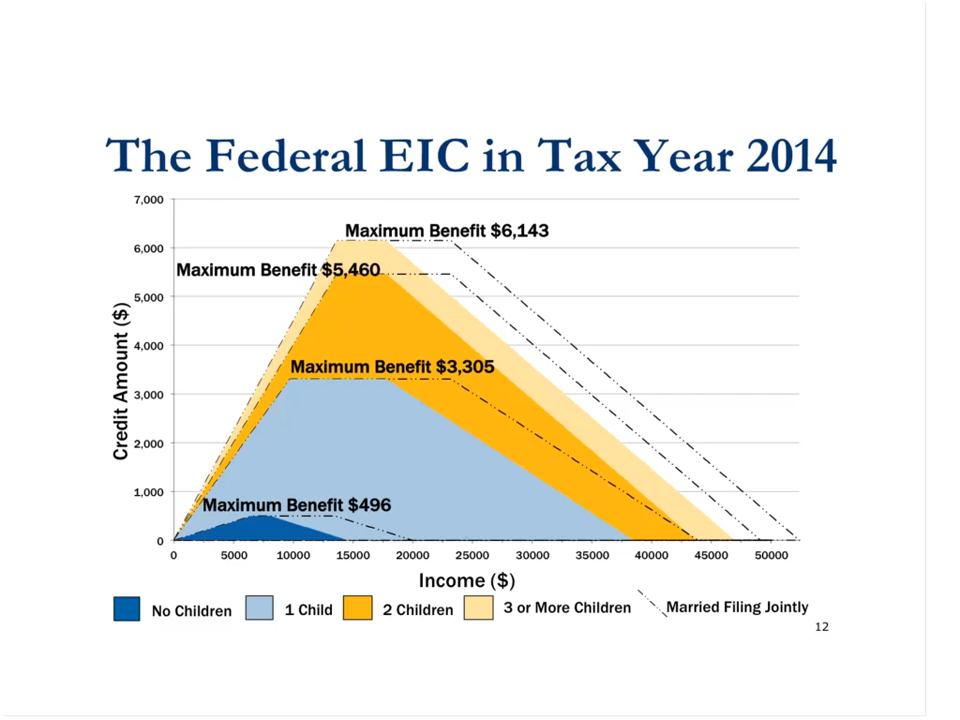 The Federal EIC in Tax Year 2014
7,000
6,000
5,000
4,000
3,000
2,000
1,000
0
Credit Amount ($)
Maximum Benefit $6,143
Maximum Benefit $5,460
Maximum Benefit $3,305
Maximum Benefit $496
0 5000 10000 15000 20000 25000 30000 35000 40000 45000 50000
Income ($)
No Children 1 Child 2 Children 3 or More Children Married Filing Jointly
12